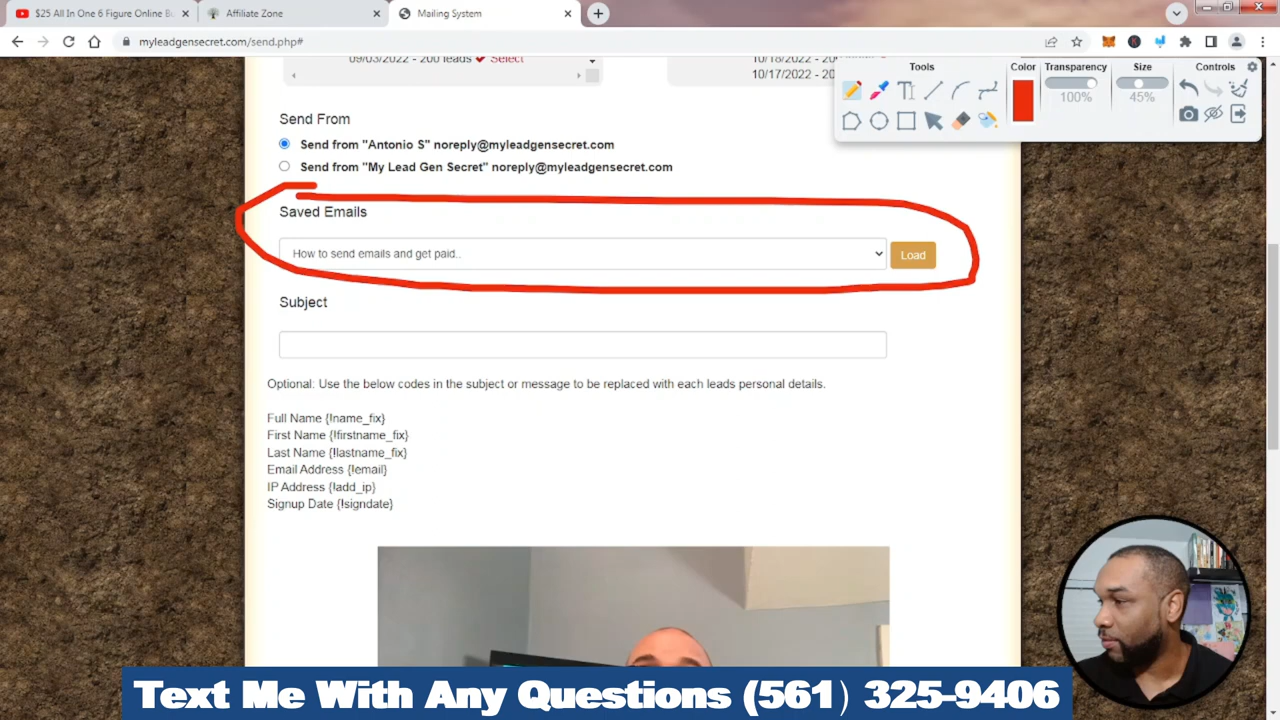 $25 All In One 6 Figure Online Bu
Affiliate Zone
Mailing System
myleadgensecret.com/send.php#
09/03/2022 - 200 leads Select
10/18/2022 - 20
10/17/2022 - 20
Tools
Color
Transparency
Size
Controls
100%
45%
Send From
Send from "Antonio S" noreply@myleadgensecret.com
Send from "My Lead Gen Secret" noreply@myleadgensecret.com
Saved Emails
How to send emails and get paid..
Load
Subject
Optional: Use the below codes in the subject or message to be replaced with each leads personal details.
Full Name {!name_fix}
First Name {!firstname_fix}
Last Name {!lastname_fix}
Email Address {!email}
IP Address {!add_ip}
Signup Date {!signdate}
Text Me With Any Questions (561) 325-9406